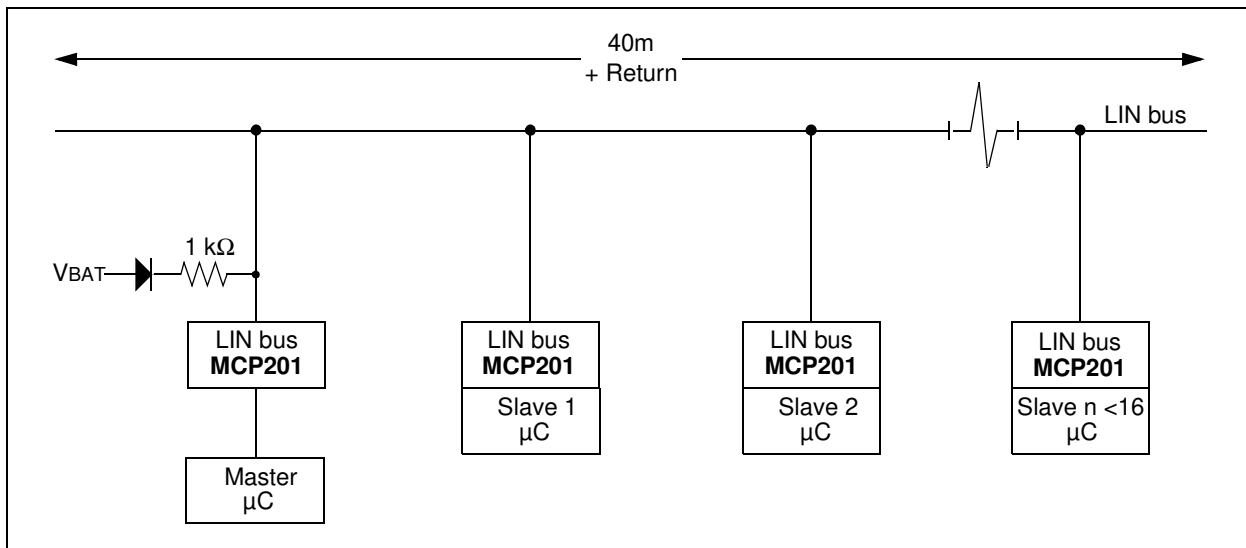 40m
+ Return
LIN bus
1 kΩ
VBAT
LIN bus
MCP201
Master
µC
LIN bus
MCP201
Slave 1
µC
LIN bus
MCP201
Slave 2
µC
LIN bus
MCP201
Slave n <16
µC